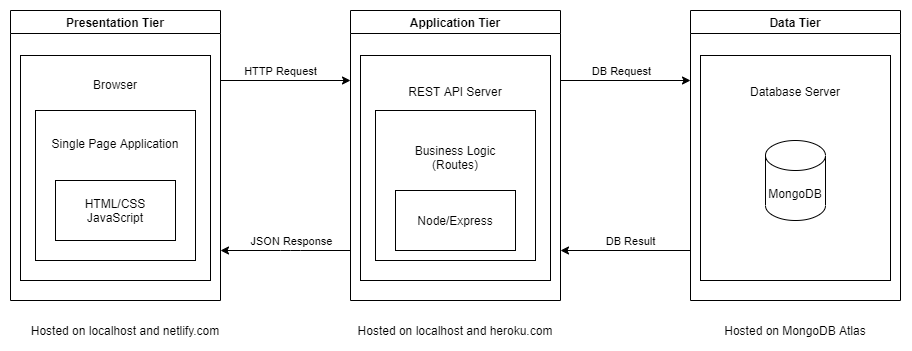 Presentation Tier
Browser
Single Page Application
HTML/CSS
JavaScript
Hosted on localhost and netlify.com
HTTP Request
JSON Response
Application Tier
REST API Server
Business Logic
(Routes)
Node/Express
Hosted on localhost and heroku.com
DB Request
DB Result
Data Tier
Database Server
MongoDB
Hosted on MongoDB Atlas